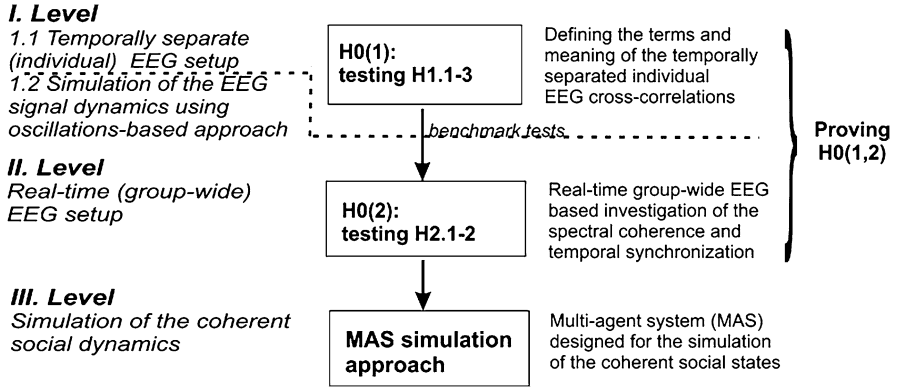 I. Level
1.1 Temporally separate
(individual) EEG setup
1.2 Simulation of the EEG
signal dynamics using
oscillations-based approach
H0(1):
testing H1.1-3
Defining the terms and
meaning of the temporally
separated individual
EEG cross-correlations
benchmark tests
Proving
H0(1,2)
II. Level
Real-time (group-wide)
EEG setup
H0(2):
testing H2.1-2
Real-time group-wide EEG
based investigation of the
spectral coherence and
temporal synchronization
III. Level
Simulation of the coherent
social dynamics
MAS simulation
approach
Multi-agent system (MAS)
designed for the simulation
of the coherent social states